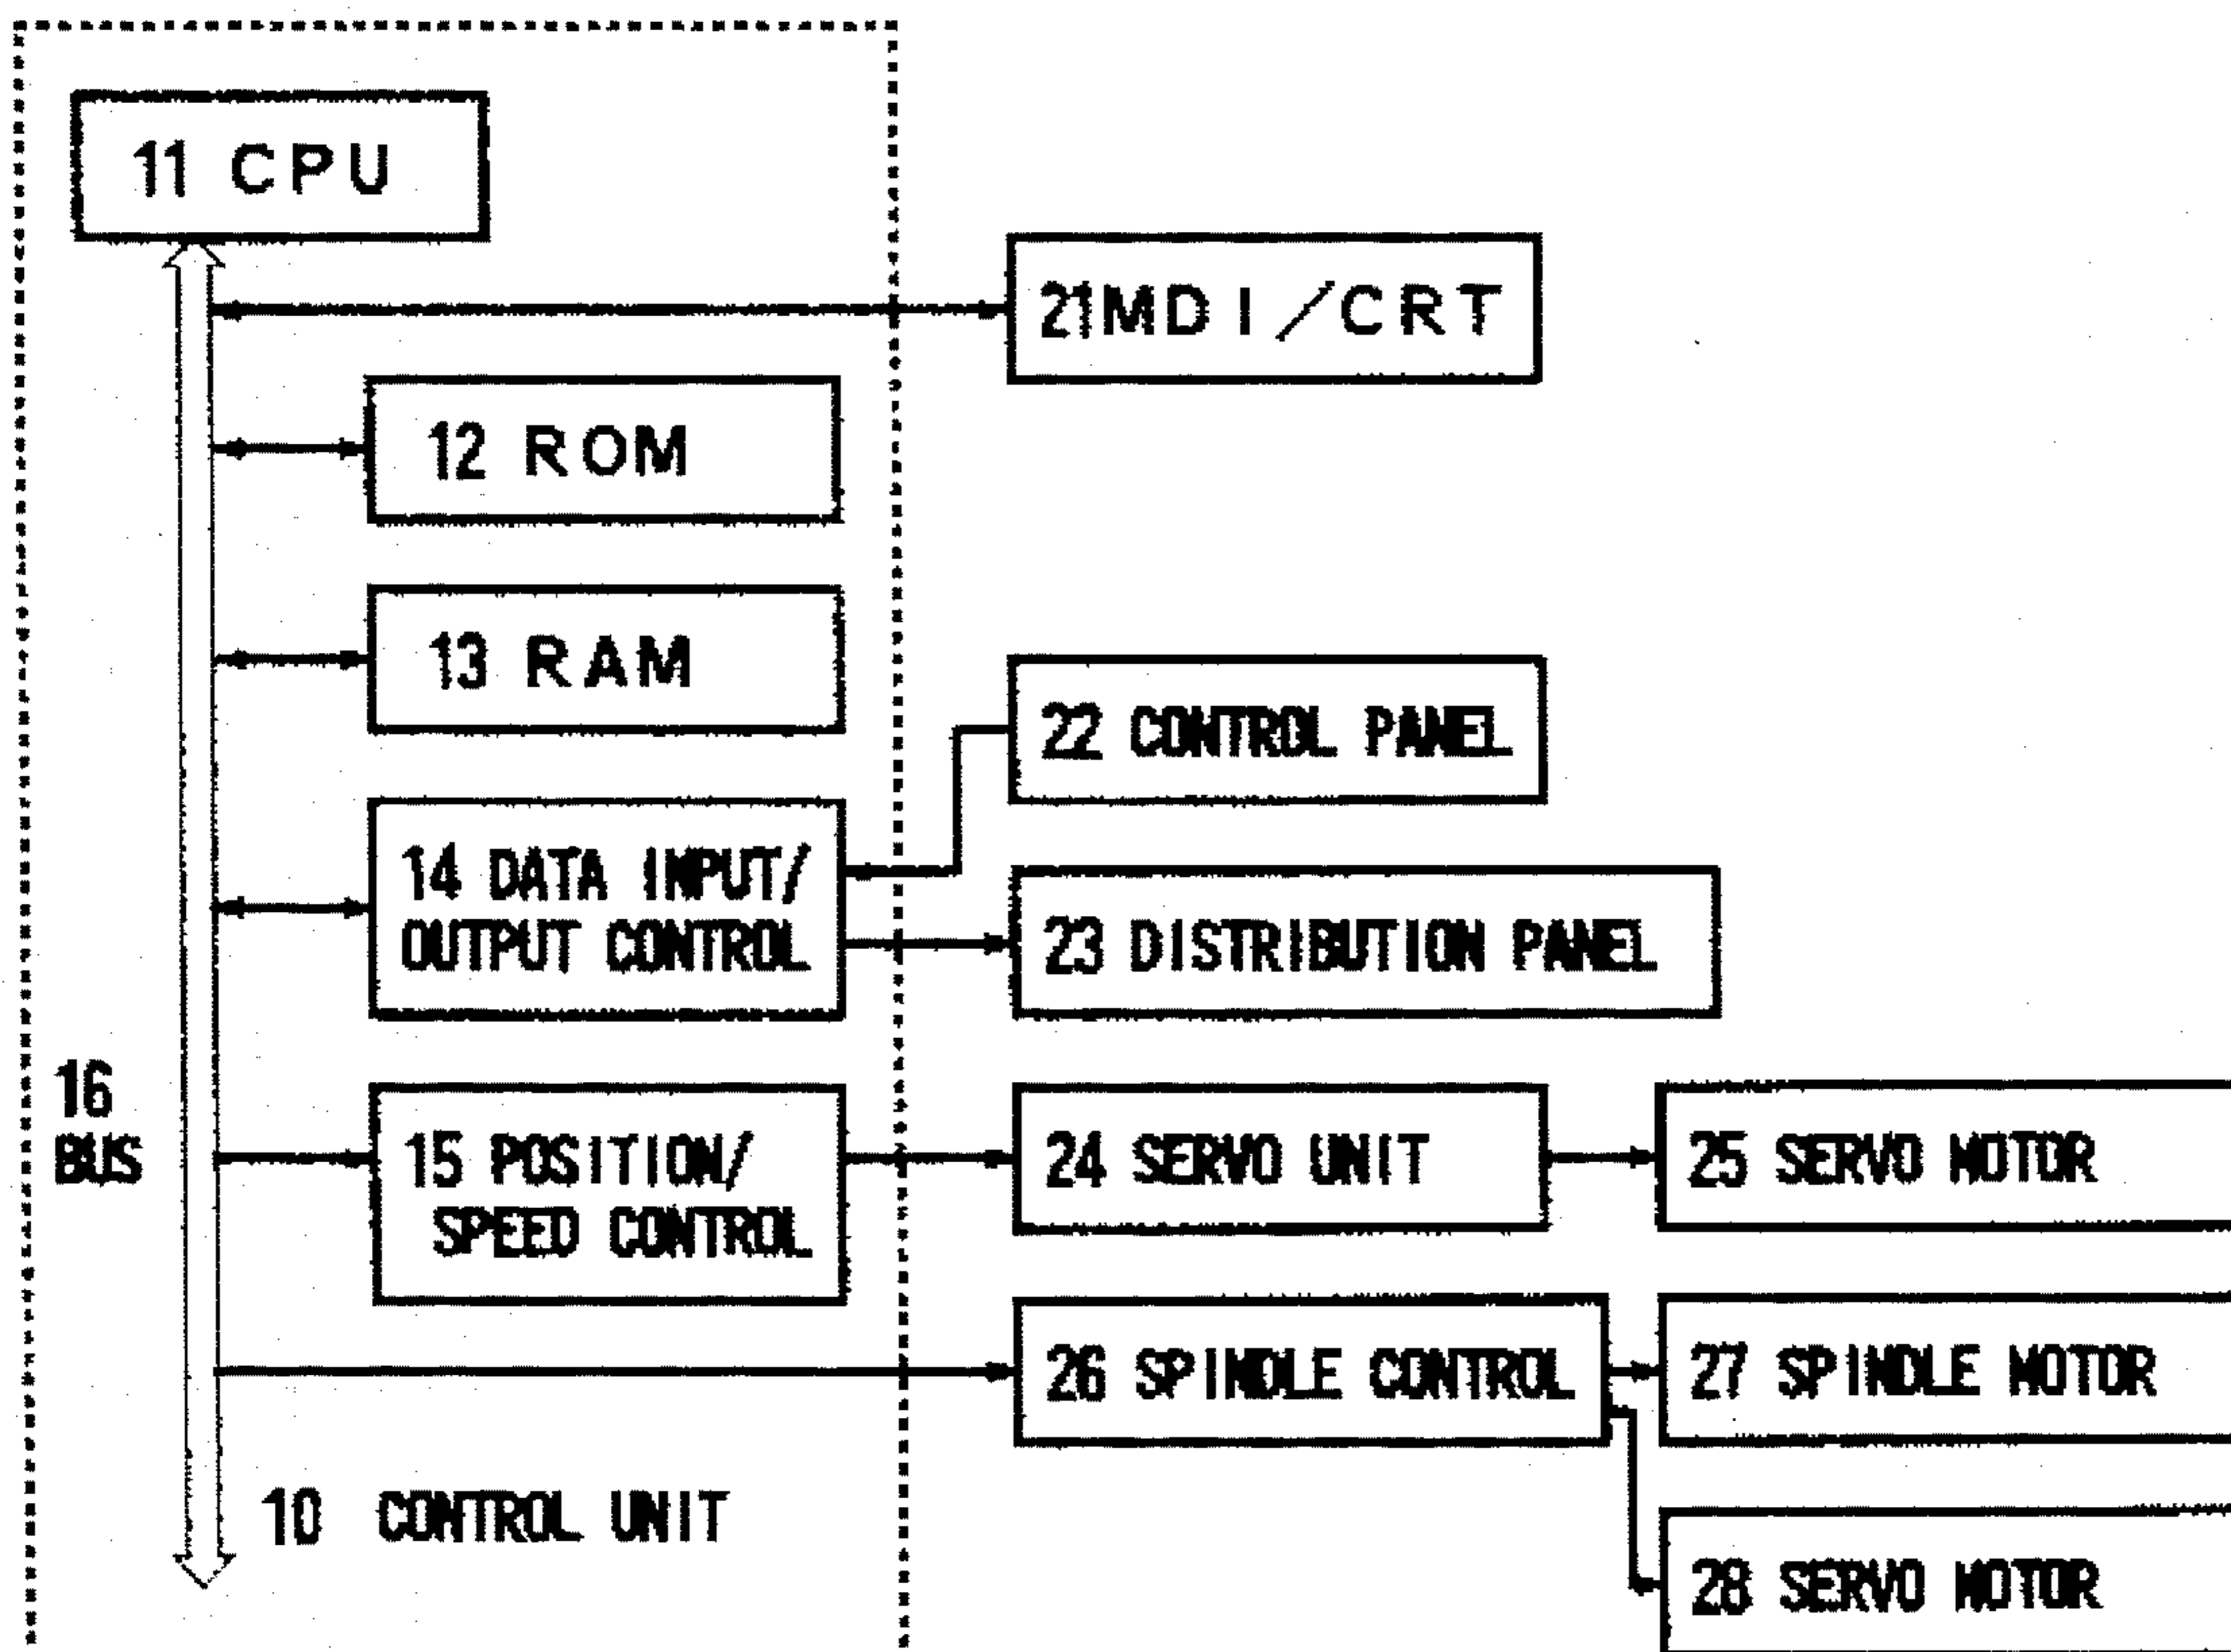 11 CPU
21MDI/CRT
12 ROM
13 RAM
22 CONTROL PANEL
14 DATA INPUT/
OUTPUT CONTROL
23 DISTRIBUTION PANEL
16
BUS
15 POSITION/
SPEED CONTROL
24 SERVO UNIT
25 SERVO MOTOR
26 SPINDLE CONTROL
27 SPINDLE MOTOR
10 CONTROL UNIT
28 SERVO MOTOR